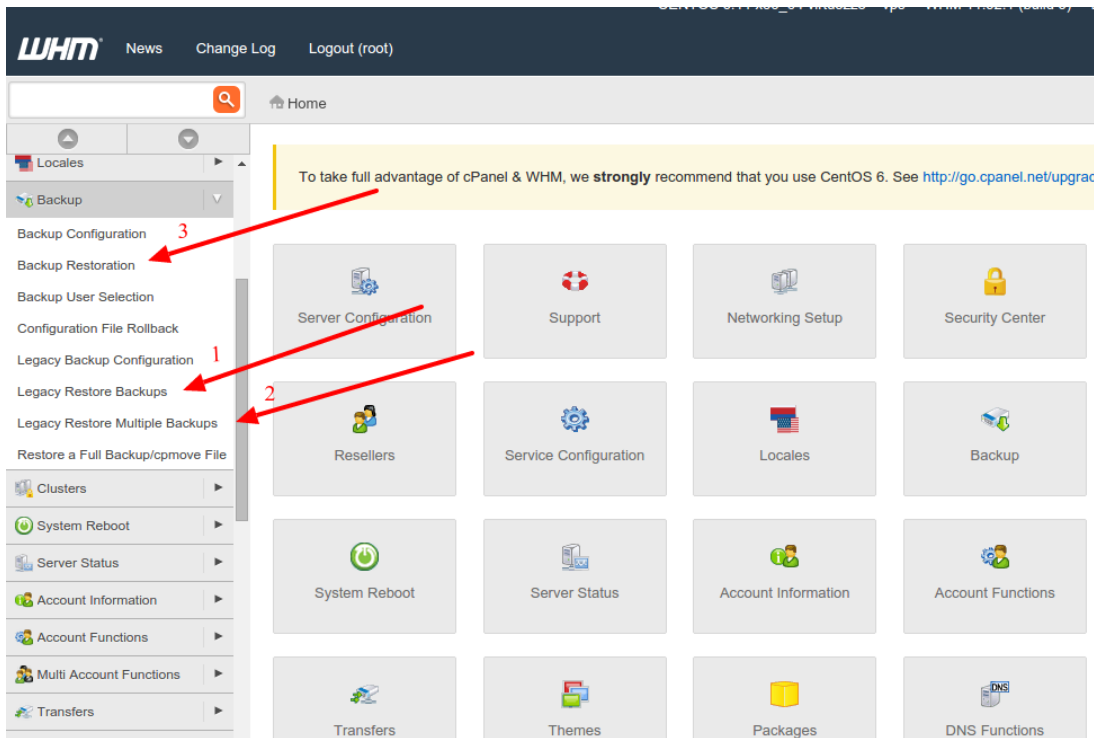 WHM
News
Change Log
Logout (root)
Home
Locales
Backup
Backup Configuration
3
Backup Restoration
Backup User Selection
Configuration File Rollback
Legacy Backup Configuration
1
Legacy Restore Backups
2
Legacy Restore Multiple Backups
Restore a Full Backup/cpmove File
Clusters
System Reboot
Server Status
Account Information
Account Functions
Multi Account Functions
Transfers
To take full advantage of cPanel & WHM, we strongly recommend that you use CentOS 6. See http://go.cpanel.net/upgrad
Server Configuration
Support
Networking Setup
Security Center
Resellers
Service Configuration
Locales
Backup
System Reboot
Server Status
Account Information
Account Functions
Transfers
Themes
Packages
DNS
DNS Functions